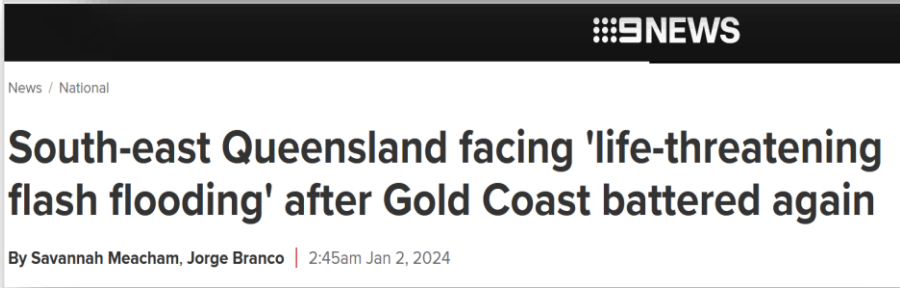 9NEWS
News / National
South-east Queensland facing 'life-threatening
flash flooding' after Gold Coast battered again
By Savannah Meacham, Jorge Branco | 2:45am Jan 2, 2024